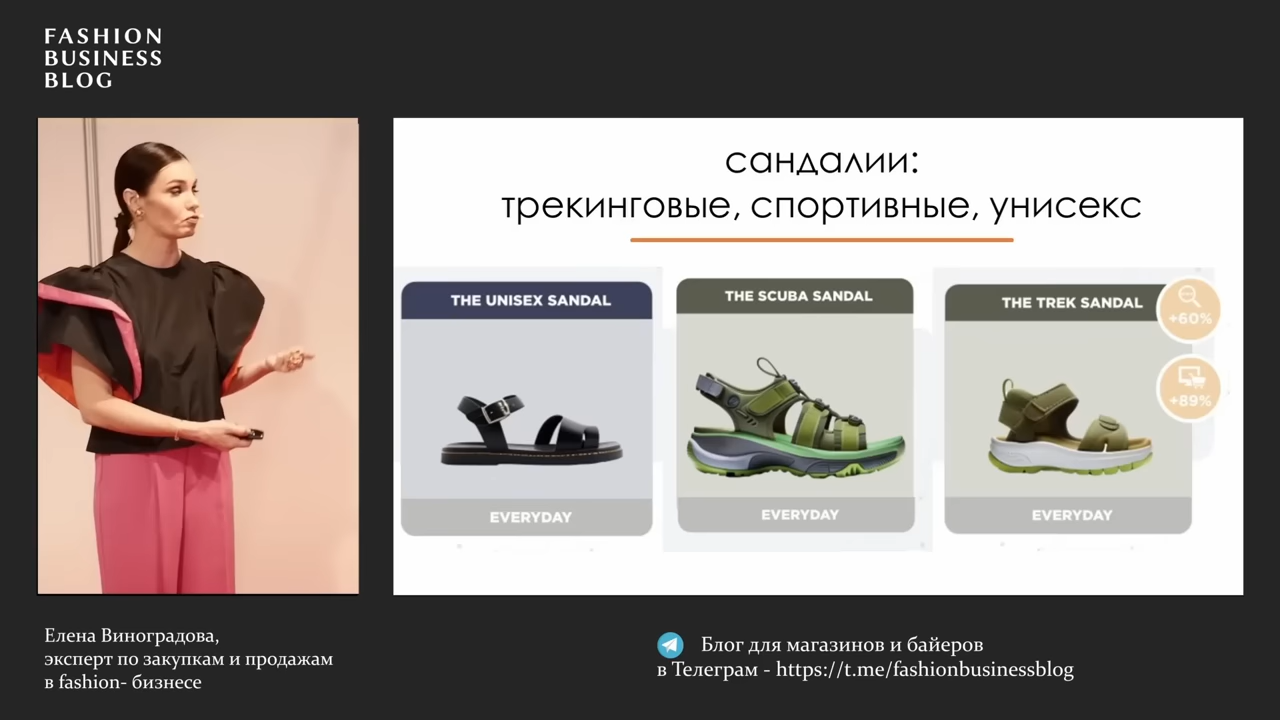 FASHION
BUSINESS
BLOG
сандалии:
трекинговые, спортивные, унисекс
THE UNISEX SANDAL
EVERYDAY
THE SCUBA SANDAL
EVERYDAY
THE TREK SANDAL
EVERYDAY
+60%
+89%
Елена Виноградова,
эксперт по закупкам и продажам
в fashion- бизнесе
Блог для магазинов и байеров
в Телеграм - https://t.me/fashionbusinessblog